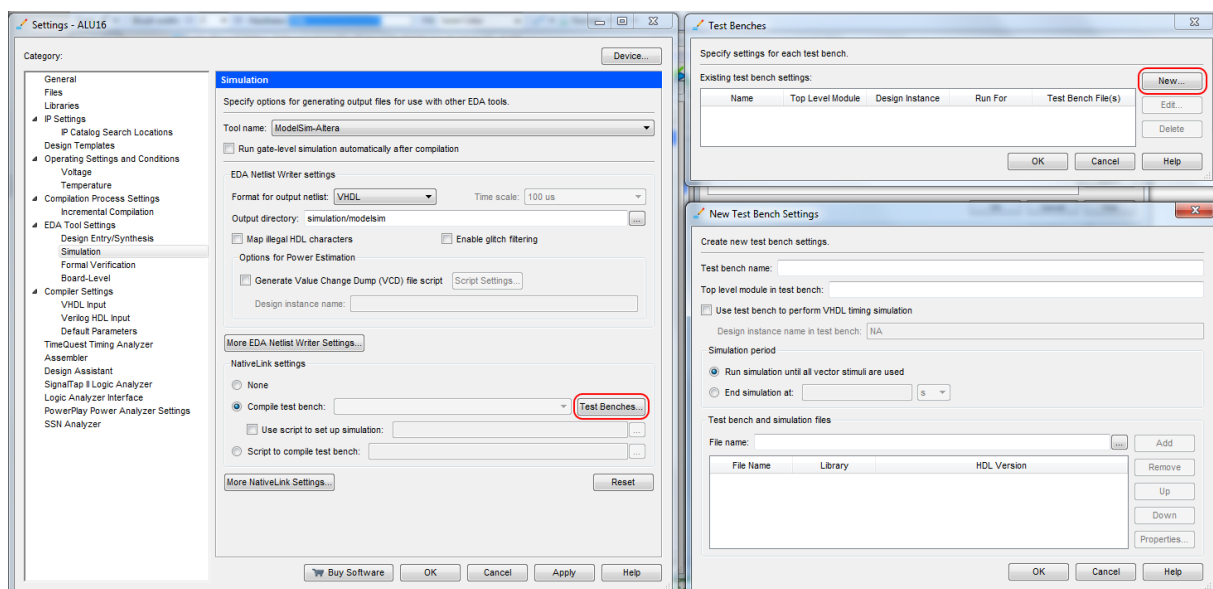 Settings - ALU16
Category:
Device...
General
Files
Libraries
IP Settings
IP Catalog Search Locations
Design Templates
Operating Settings and Conditions
Voltage
Temperature
Compilation Process Settings
Incremental Compilation
EDA Tool Settings
Design Entry/Synthesis
Simulation
Formal Verification
Board-Level
Compiler Settings
VHDL Input
Verilog HDL Input
Default Parameters
TimeQuest Timing Analyzer
Assembler
Design Assistant
SignalTap II Logic Analyzer
Logic Analyzer Interface
PowerPlay Power Analyzer Settings
SSN Analyzer
Simulation
Specify options for generating output files for use with other EDA tools.
Tool name: ModelSim-Altera
Run gate-level simulation automatically after compilation
EDA Netlist Writer settings
Format for output netlist: VHDL Time scale: 100 us
Output directory: simulation/modelsim ...
Map illegal HDL characters Enable glitch filtering
Options for Power Estimation
Generate Value Change Dump (VCD) file script Script Settings...
Design instance name:
More EDA Netlist Writer Settings...
NativeLink settings
None
Compile test bench: Test Benches...
Use script to set up simulation: ...
Script to compile test bench: ...
More NativeLink Settings... Reset
Buy Software OK Cancel Apply Help
Test Benches
Specify settings for each test bench.
Existing test bench settings:
New...
Name Top Level Module Design Instance Run For Test Bench File(s)
Edit...
Delete
OK Cancel Help
New Test Bench Settings
Create new test bench settings.
Test bench name:
Top level module in test bench:
Use test bench to perform VHDL timing simulation
Design instance name in test bench: NA
Simulation period
Run simulation until all vector stimuli are used
End simulation at: s
Test bench and simulation files
File name: ... Add
File Name Library HDL Version
Remove
Up
Down
Properties...
OK Cancel Help